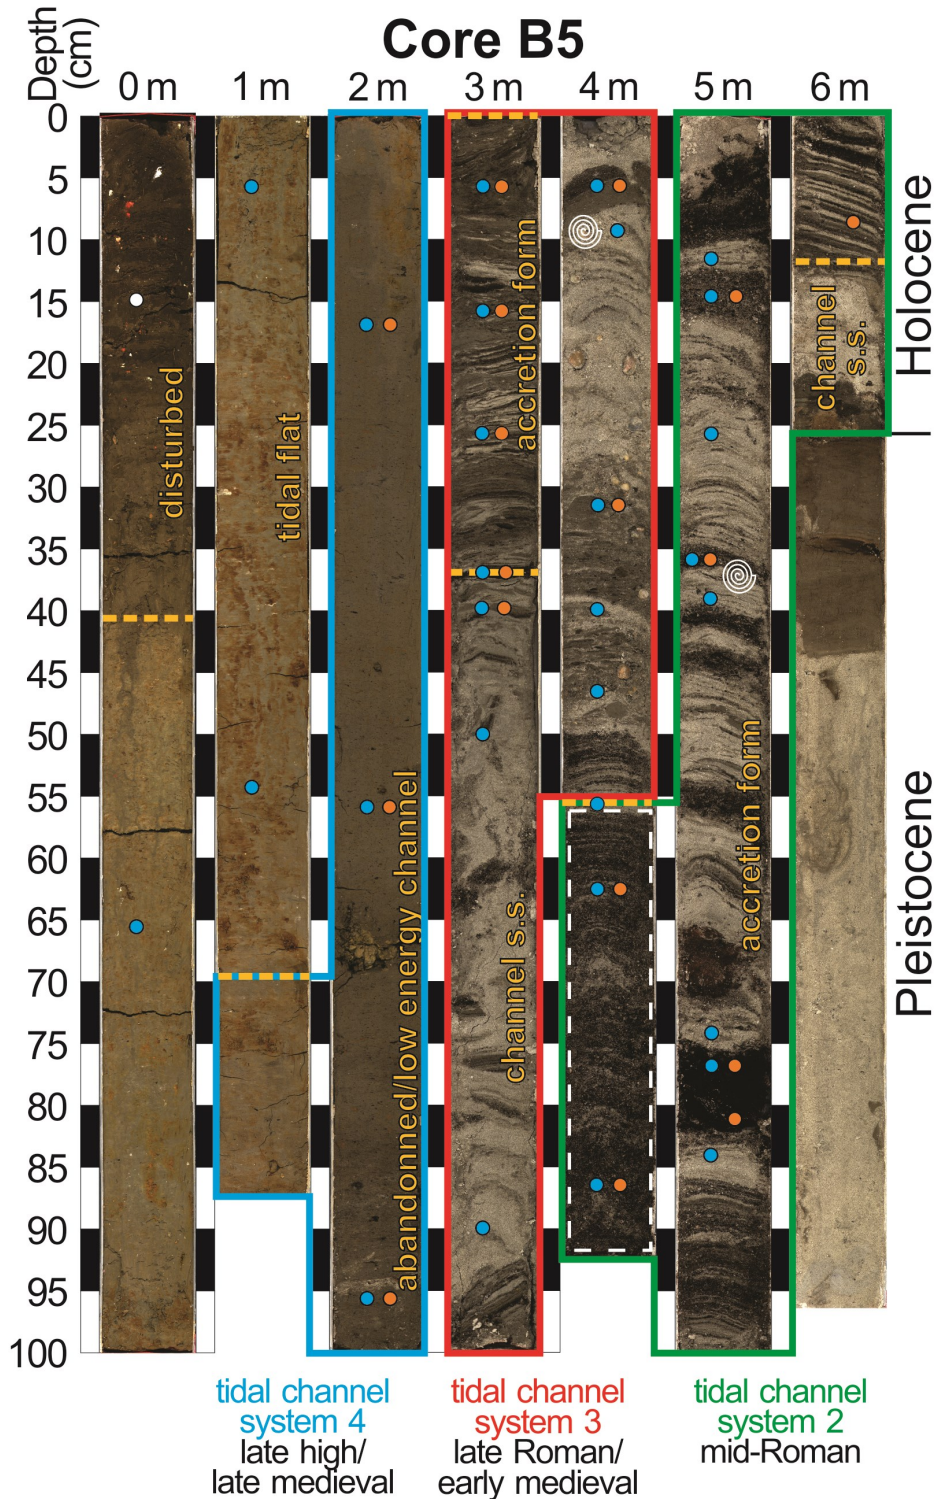 Core B5
Depth
(cm)
0 m
1 m
2 m
3 m
4 m
5 m
6 m
0
5
10
15
20
25
30
35
40
45
50
55
60
65
70
75
80
85
90
95
100
disturbed
tidal flat
abandonned/low energy channel
accretion form
channel s.s.
accretion form
channel
s.s.
Holocene
Pleistocene
tidal channel
system 4
late high/
late medieval
tidal channel
system 3
late Roman/
early medieval
tidal channel
system 2
mid-Roman